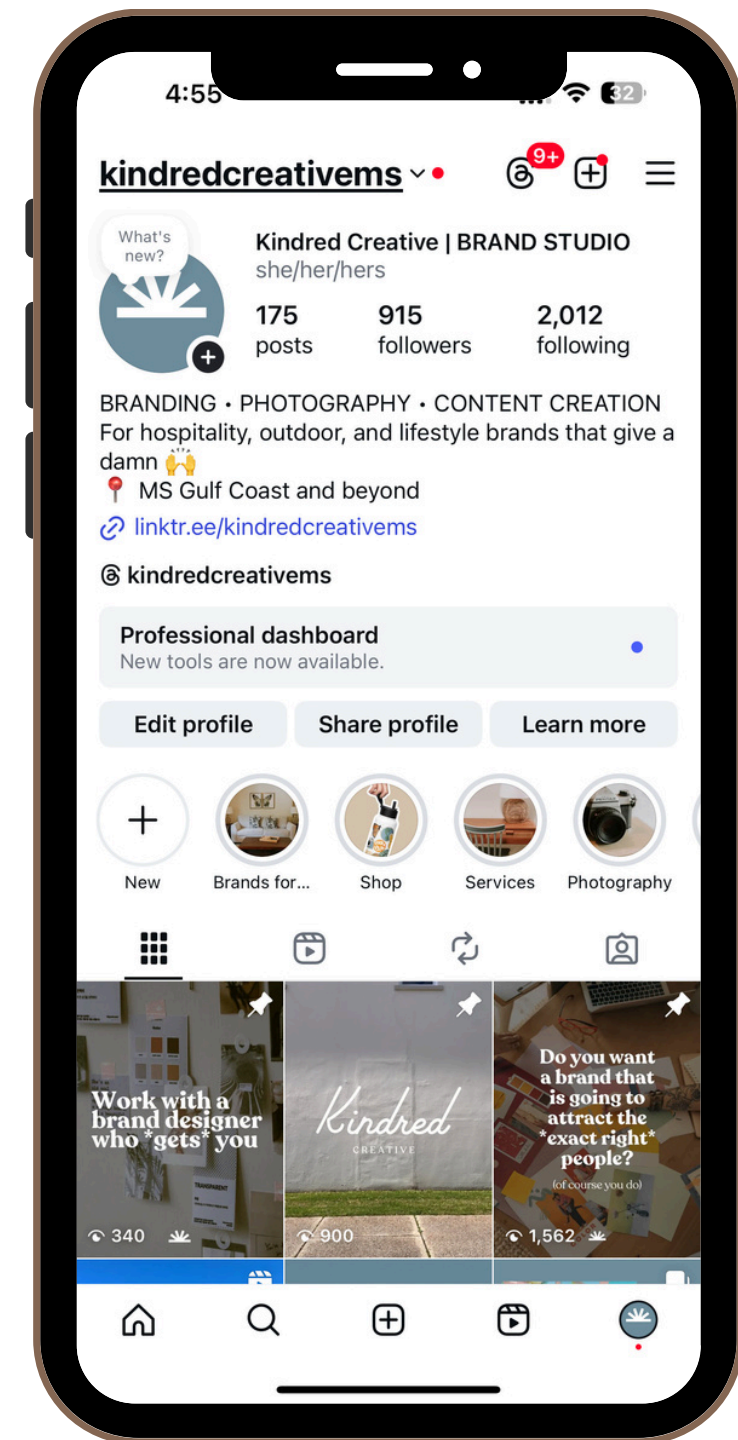 4:55
32
kindredcreativems
9+
What's
new?
Kindred Creative | BRAND STUDIO
she/her/hers
175 915 2,012
posts followers following
BRANDING • PHOTOGRAPHY • CONTENT CREATION
For hospitality, outdoor, and lifestyle brands that give a
damn 🙌
📍 MS Gulf Coast and beyond
linktr.ee/kindredcreativems
kindredcreativems
Professional dashboard
New tools are now available.
Edit profile Share profile Learn more
New Brands for... Shop Services Photography
Work with a
brand designer
who *gets* you
TRANSPARENT
340
Kindred
CREATIVE
900
Do you want
a brand that
is going to
attract the
*exact right*
people?
(of course you do)
1,562